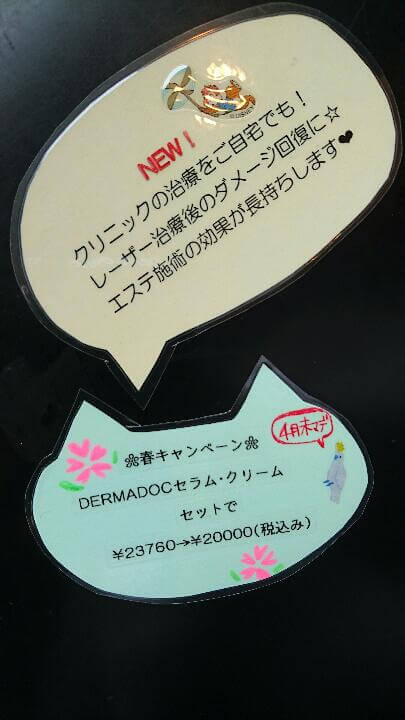 NEW!
クリニックの治療をご自宅でも!
レーザー治療後のダメージ回復に☆
エステ施術の効果が長持ちします❤
4月末マデ
❀春キャンペーン❀
DERMADOCセラム・クリーム
セットで
¥23760→¥20000(税込み)